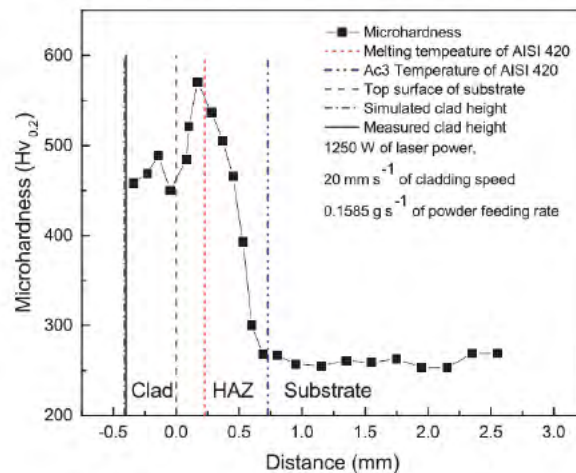 Microhardness
Melting tempeature of AISI 420
Ac3 Temperature of AISI 420
Top surface of substrate
Simulated clad height
Measured clad height
1250 W of laser power,
20 mm s⁻¹ of cladding speed
0.1585 g s⁻¹ of powder feeding rate
Microhardness (Hv₀.₂)
600
500
400
300
200
Clad HAZ Substrate
-0.5 0.0 0.5 1.0 1.5 2.0 2.5 3.0
Distance (mm)